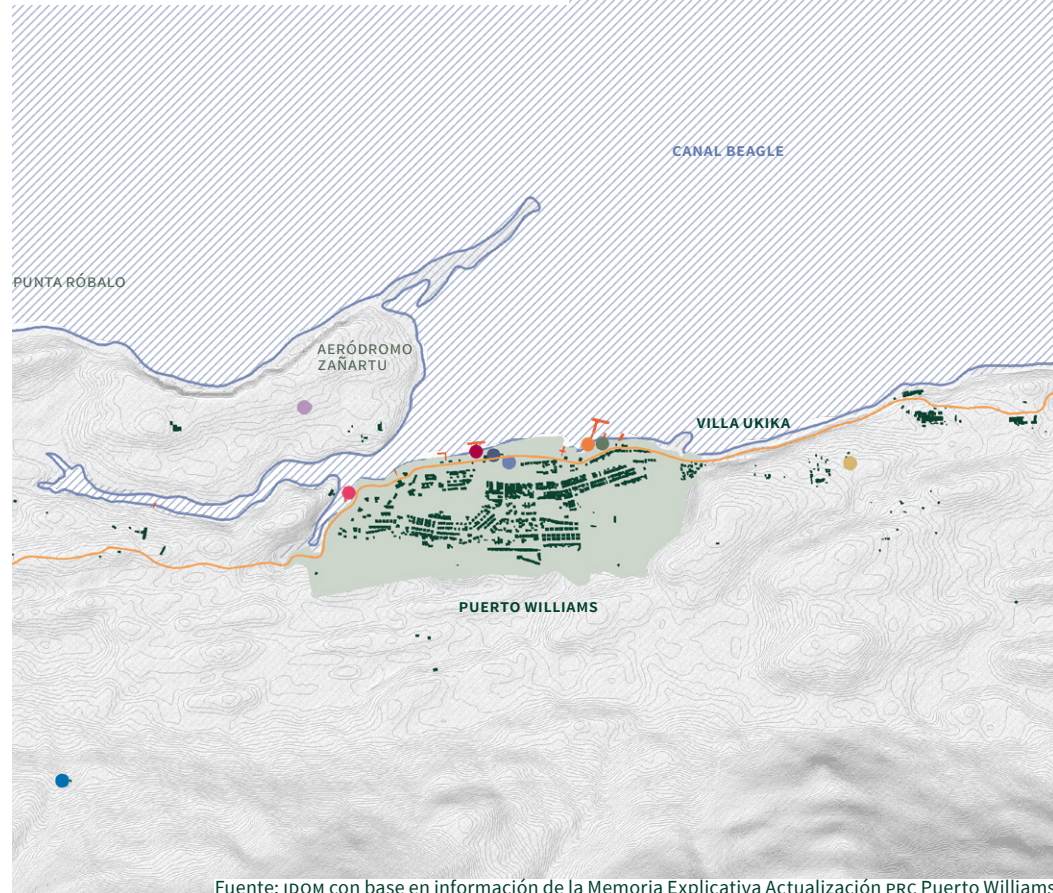 CANAL BEAGLE
PUNTA RÓBALO
AERÓDROMO
ZAÑARTU
VILLA UKIKA
PUERTO WILLIAMS
Fuente: IDOM con base en información de la Memoria Explicativa Actualización PRC Puerto Williams